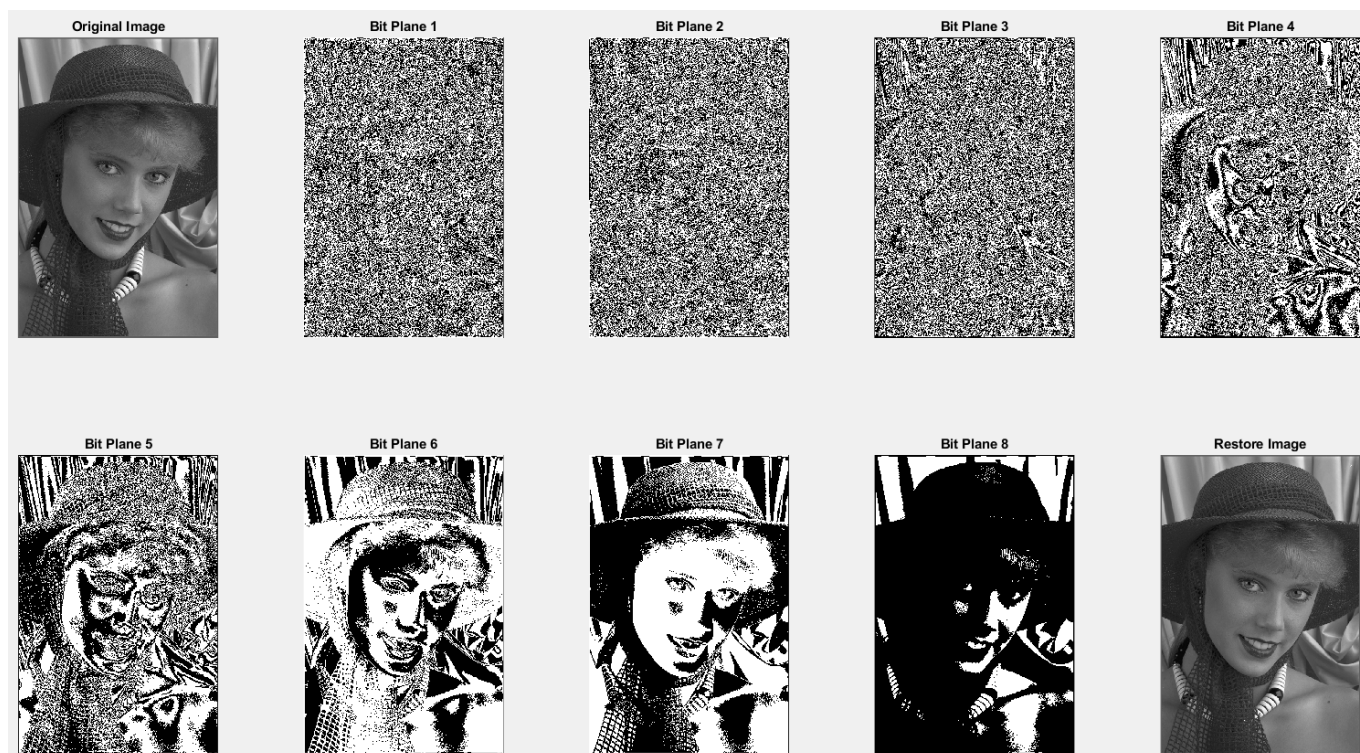 Original Image
Bit Plane 1
Bit Plane 2
Bit Plane 3
Bit Plane 4
Bit Plane 5
Bit Plane 6
Bit Plane 7
Bit Plane 8
Restore Image